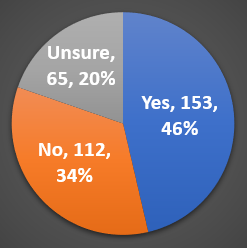 Unsure,
65, 20%
Yes, 153,
46%
No, 112,
34%